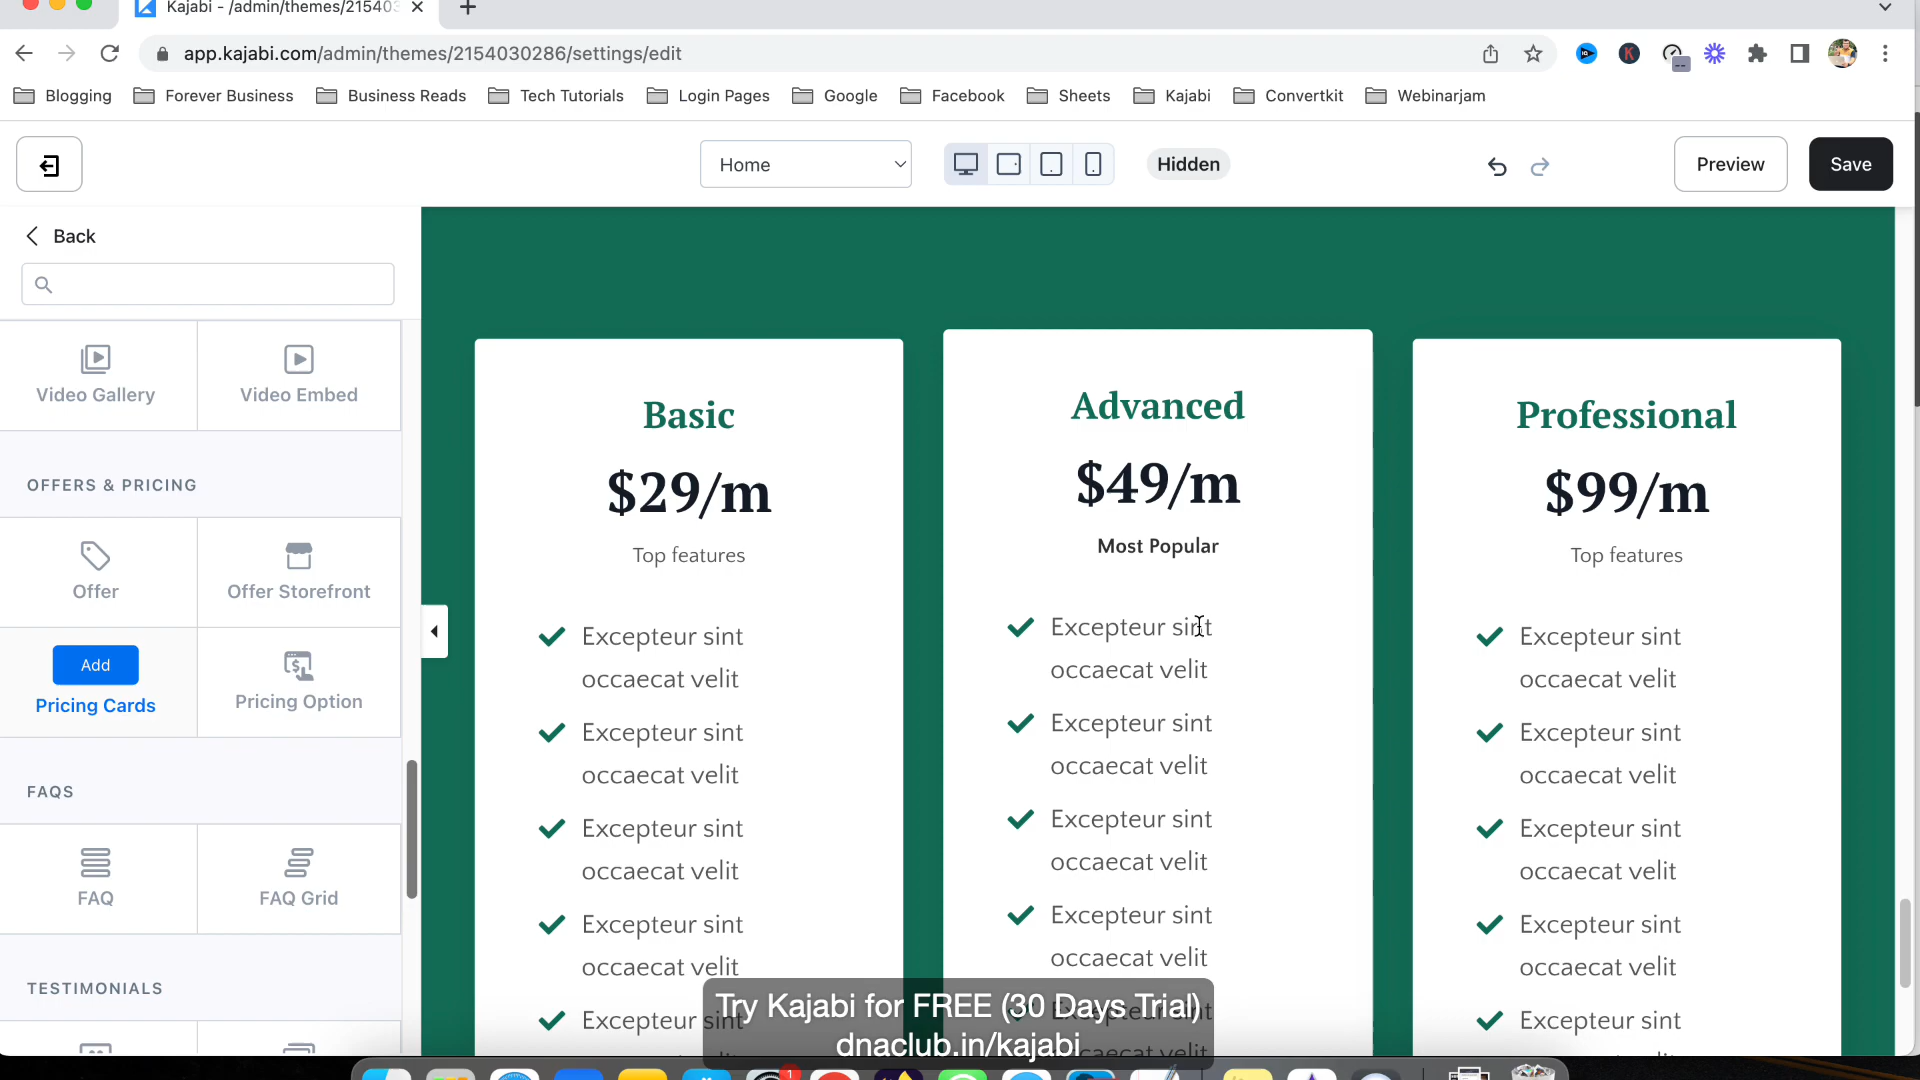 Kajabi - /admin/themes/21540
app.kajabi.com/admin/themes/2154030286/settings/edit
Blogging Forever Business Business Reads Tech Tutorials Login Pages Google Facebook Sheets Kajabi Convertkit Webinarjam
Home Hidden Preview Save
Back
Video Gallery Video Embed
OFFERS & PRICING
Offer Offer Storefront
Add
Pricing Cards Pricing Option
FAQS
FAQ FAQ Grid
TESTIMONIALS
Basic
$29/m
Top features
Excepteur sint
occaecat velit
Excepteur sint
occaecat velit
Excepteur sint
occaecat velit
Excepteur sint
occaecat velit
Excepteur sint
Advanced
$49/m
Most Popular
Excepteur sint
occaecat velit
Excepteur sint
occaecat velit
Excepteur sint
occaecat velit
Excepteur sint
occaecat velit
Excepteur sint
occaecat velit
Professional
$99/m
Top features
Excepteur sint
occaecat velit
Excepteur sint
occaecat velit
Excepteur sint
occaecat velit
Excepteur sint
occaecat velit
Excepteur sint
Try Kajabi for FREE (30 Days Trial)
dnaclub.in/kajabi
1